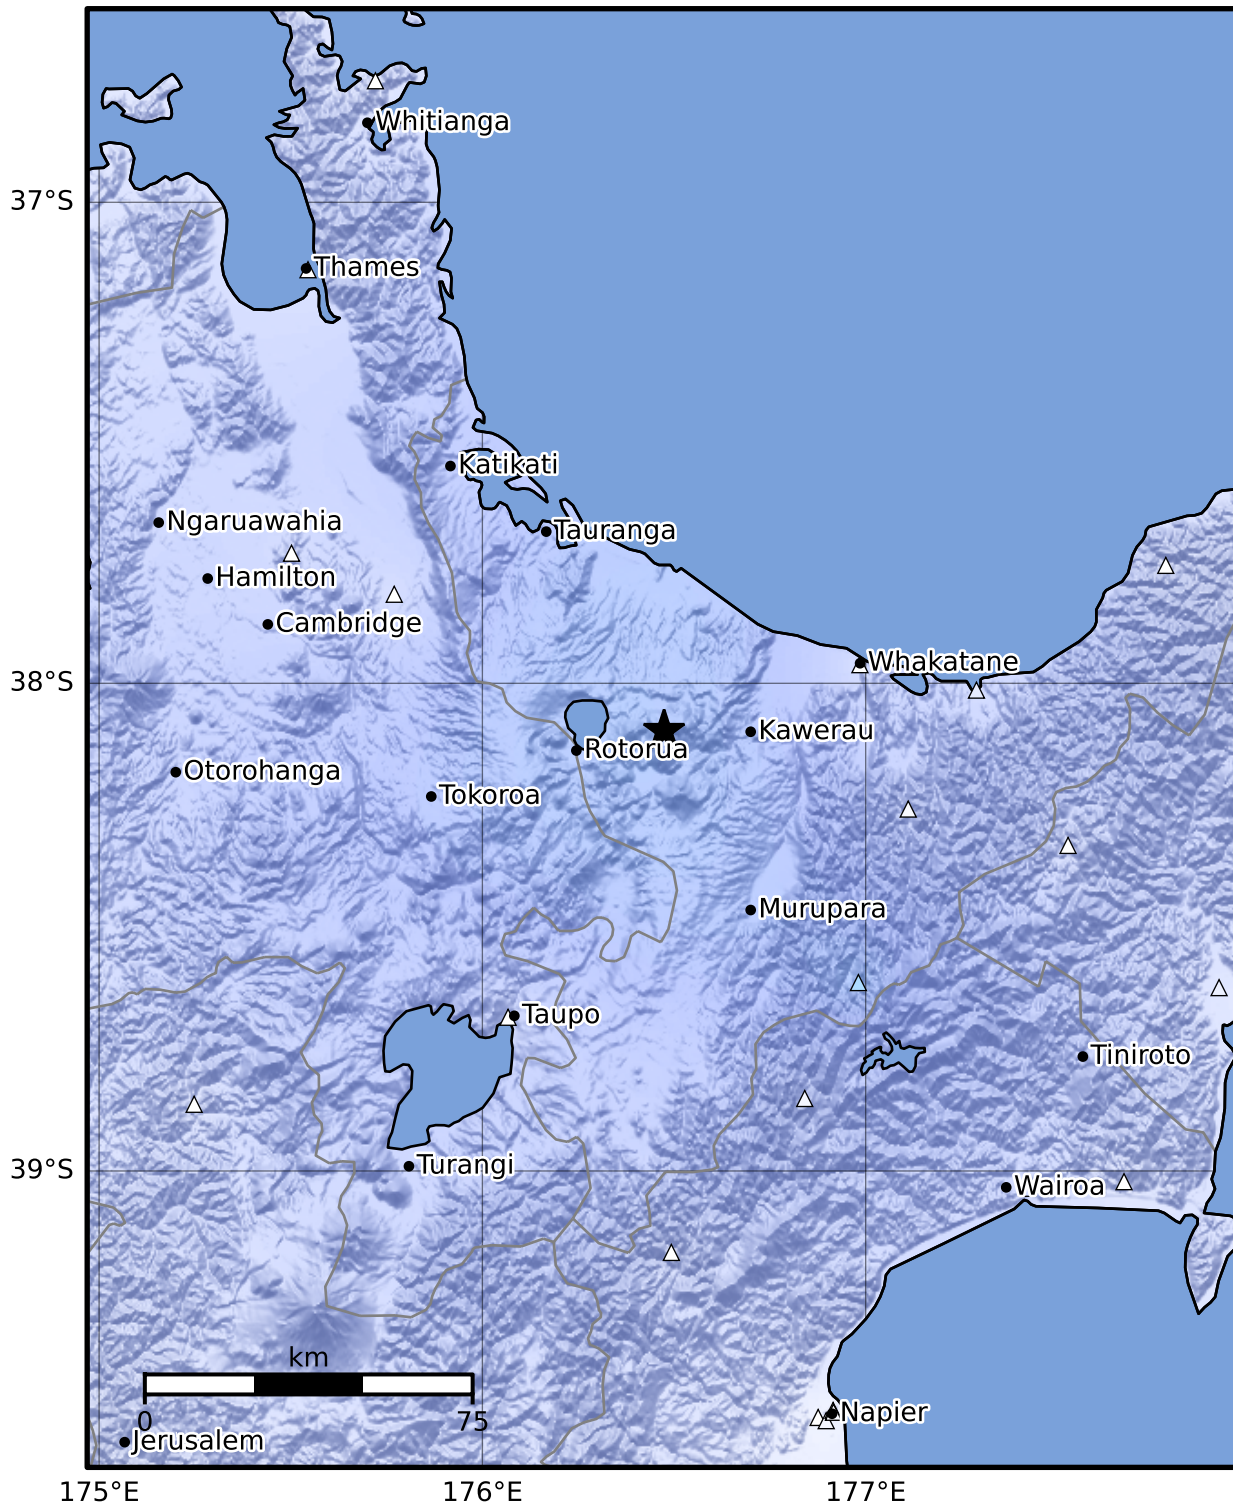 Whitianga
37°S
Thames
Katikati
Ngaruawahia
Tauranga
Hamilton
Cambridge
Whakatane
38°S
Kawerau
Rotorua
Otorohanga
Tokoroa
Murupara
Taupo
Tiniroto
Turangi
39°S
Wairoa
km
0
75
Napier
Jerusalem
175°E
176°E
177°E